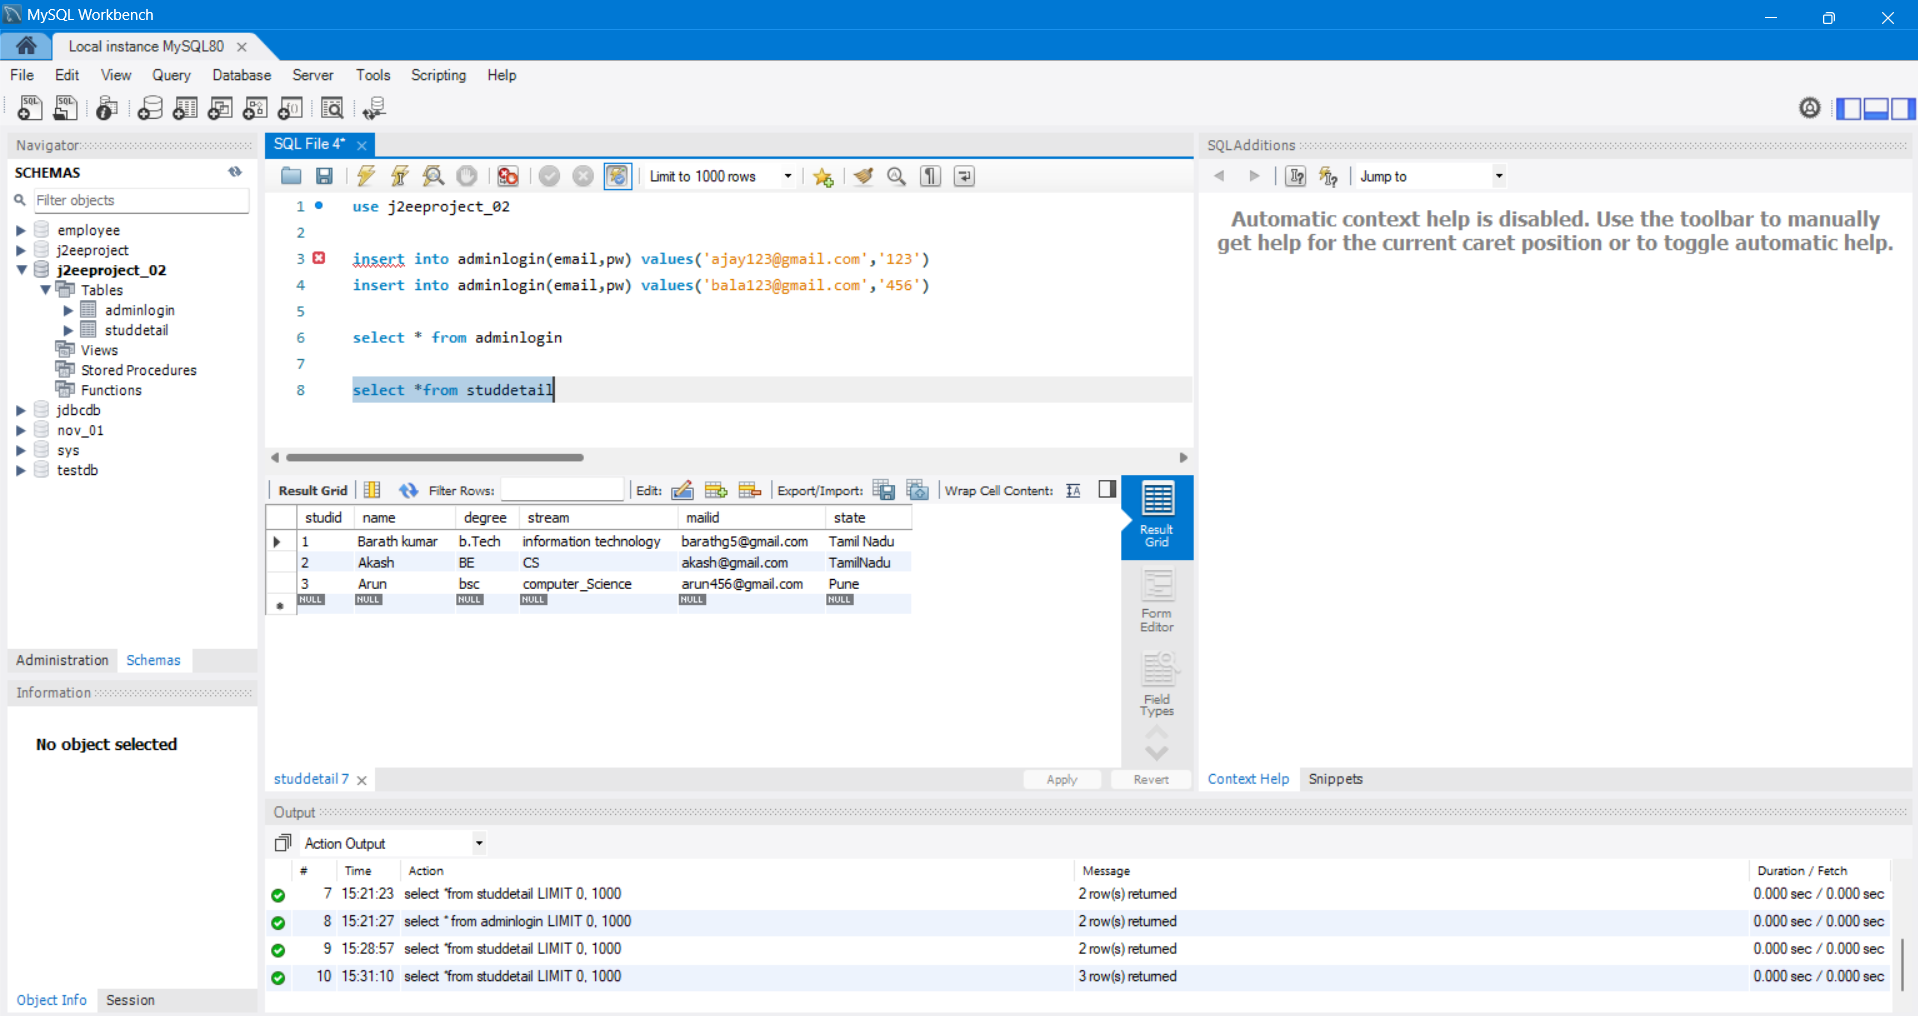 MySQL Workbench
Local instance MySQL80
File Edit View Query Database Server Tools Scripting Help
Navigator
SCHEMAS
Filter objects
employee
j2eeproject
j2eeproject_02
Tables
adminlogin
studdetail
Views
Stored Procedures
Functions
jdbcdb
nov_01
sys
testdb
Administration Schemas
Information
No object selected
Object Info Session
SQL File 4*
Limit to 1000 rows
1 use j2eeproject_02
2
3 insert into adminlogin(email,pw) values('ajay123@gmail.com','123')
4 insert into adminlogin(email,pw) values('bala123@gmail.com','456')
5
6 select * from adminlogin
7
8 select *from studdetail
Result Grid Filter Rows: Edit: Export/Import: Wrap Cell Content:
studid name degree stream mailid state
1 Barath kumar b.Tech information technology barathg5@gmail.com Tamil Nadu
2 Akash BE CS akash@gmail.com TamilNadu
3 Arun bsc computer_Science arun456@gmail.com Pune
NULL NULL NULL NULL NULL NULL
Result
Grid
Form
Editor
Field
Types
studdetail 7
Apply Revert
SQLAdditions
Jump to
Automatic context help is disabled. Use the toolbar to manually
get help for the current caret position or to toggle automatic help.
Context Help Snippets
Output
Action Output
# Time Action Message Duration / Fetch
7 15:21:23 select *from studdetail LIMIT 0, 1000 2 row(s) returned 0.000 sec / 0.000 sec
8 15:21:27 select * from adminlogin LIMIT 0, 1000 2 row(s) returned 0.000 sec / 0.000 sec
9 15:28:57 select *from studdetail LIMIT 0, 1000 2 row(s) returned 0.000 sec / 0.000 sec
10 15:31:10 select *from studdetail LIMIT 0, 1000 3 row(s) returned 0.000 sec / 0.000 sec